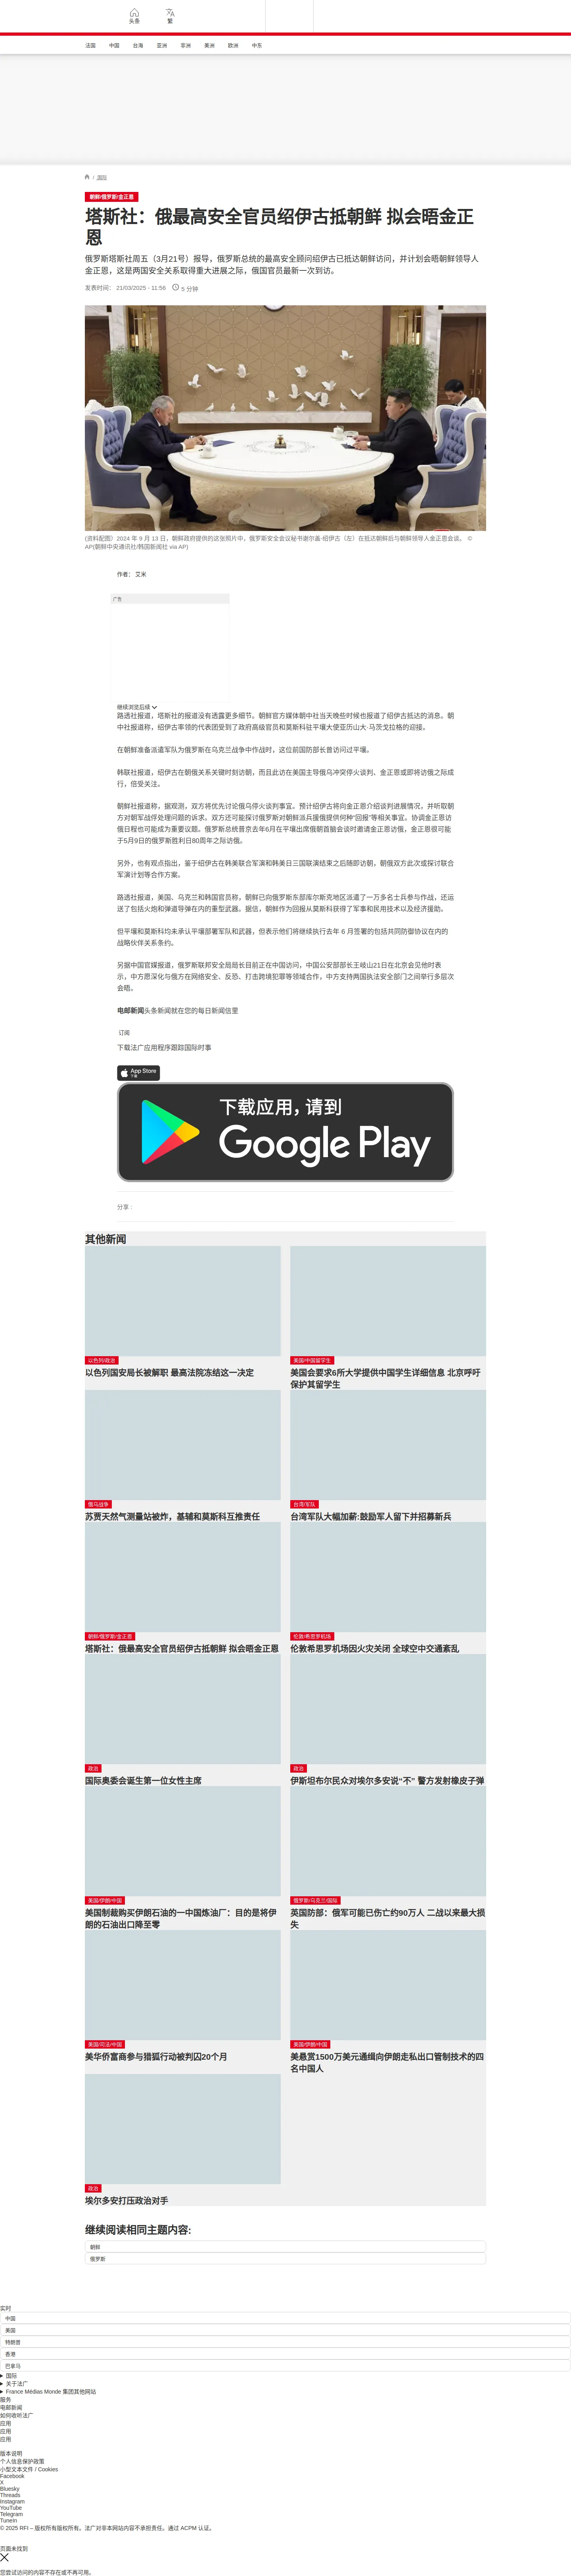 头条
繁
法国
中国
台海
亚洲
非洲
美洲
欧洲
中东
/ 国际
朝鲜/俄罗斯/金正恩
塔斯社：俄最高安全官员绍伊古抵朝鲜 拟会晤金正
恩
俄罗斯塔斯社周五（3月21号）报导，俄罗斯总统的最高安全顾问绍伊古已抵达朝鲜访问，并计划会晤朝鲜领导人
金正恩，这是两国安全关系取得重大进展之际，俄国官员最新一次到访。
发表时间： 21/03/2025 - 11:56
5 分钟
(资料配图）2024 年 9 月 13 日，朝鲜政府提供的这张照片中，俄罗斯安全会议秘书谢尔盖·绍伊古（左）在抵达朝鲜后与朝鲜领导人金正恩会谈。 ©
AP(朝鲜中央通讯社/韩国新闻社 via AP)
作者： 艾米
广告
继续浏览后续
路透社报道，塔斯社的报道没有透露更多细节。朝鲜官方媒体朝中社当天晚些时候也报道了绍伊古抵达的消息。朝
中社报道称，绍伊古率领的代表团受到了政府高级官员和莫斯科驻平壤大使亚历山大·马茨戈拉格的迎接。
在朝鲜准备派遣军队为俄罗斯在乌克兰战争中作战时，这位前国防部长曾访问过平壤。
韩联社报道，绍伊古在朝俄关系关键时刻访朝，而且此访在美国主导俄乌冲突停火谈判、金正恩或即将访俄之际成
行，倍受关注。
朝鲜社报道称，据观测，双方将优先讨论俄乌停火谈判事宜。预计绍伊古将向金正恩介绍谈判进展情况，并听取朝
方对朝军战俘处理问题的诉求。双方还可能探讨俄罗斯对朝鲜派兵援俄提供何种“回报”等相关事宜。协调金正恩访
俄日程也可能成为重要议题。俄罗斯总统普京去年6月在平壤出席俄朝首脑会谈时邀请金正恩访俄，金正恩很可能
于5月9日的俄罗斯胜利日80周年之际访俄。
另外，也有观点指出，鉴于绍伊古在韩美联合军演和韩美日三国联演结束之后随即访朝，朝俄双方此次或探讨联合
军演计划等合作方案。
路透社报道，美国、乌克兰和韩国官员称，朝鲜已向俄罗斯东部库尔斯克地区派遣了一万多名士兵参与作战，还运
送了包括火炮和弹道导弹在内的重型武器。据信，朝鲜作为回报从莫斯科获得了军事和民用技术以及经济援助。
但平壤和莫斯科均未承认平壤部署军队和武器，但表示他们将继续执行去年 6 月签署的包括共同防御协议在内的
战略伙伴关系条约。
另据中国官媒报道，俄罗斯联邦安全局局长目前正在中国访问，中国公安部部长王岭山21日在北京会见他时表
示，中方愿深化与俄方在网络安全、反恐、打击跨境犯罪等领域合作，中方支持两国执法安全部门之间举行多层次
会晤。
电邮新闻头条新闻就在您的每日新闻信里
订阅
下载法广应用程序跟踪国际时事
App Store
下载
下载应用，请到
Google Play
分享 :
其他新闻
以色列/政治
以色列国安局长被解职 最高法院冻结这一决定
美国/中国留学生
美国会要求6所大学提供中国学生详细信息 北京呼吁
保护其留学生
俄乌战争
苏贾天然气测量站被炸，基辅和莫斯科互推责任
台湾/军队
台湾军队大幅加薪:鼓励军人留下并招募新兵
朝鲜/俄罗斯/金正恩
塔斯社：俄最高安全官员绍伊古抵朝鲜 拟会晤金正恩
伦敦/希思罗机场
伦敦希思罗机场因火灾关闭 全球空中交通紊乱
政治
国际奥委会诞生第一位女性主席
政治
伊斯坦布尔民众对埃尔多安说“不” 警方发射橡皮子弹
美国/伊朗/中国
美国制裁购买伊朗石油的一中国炼油厂：目的是将伊
朗的石油出口降至零
俄罗斯/乌克兰/国际
英国防部：俄军可能已伤亡约90万人 二战以来最大损
失
美国/司法/中国
美华侨富商参与猎狐行动被判囚20个月
美国/伊朗/中国
美悬赏1500万美元通缉向伊朗走私出口管制技术的四
名中国人
政治
埃尔多安打压政治对手
继续阅读相同主题内容:
朝鲜
俄罗斯
实时
中国
美国
特朗普
香港
巴拿马
国际
关于法广
France Médias Monde 集团其他网站
服务
电邮新闻
如何收听法广
应用
应用
应用
版本说明
个人信息保护政策
小型文本文件 / Cookies
Facebook
X
Bluesky
Threads
Instagram
YouTube
Telegram
TuneIn
© 2025 RFI – 版权所有版权所有。法广对非本网站内容不承担责任。通过 ACPM 认证。
页面未找到
您尝试访问的内容不存在或不再可用。